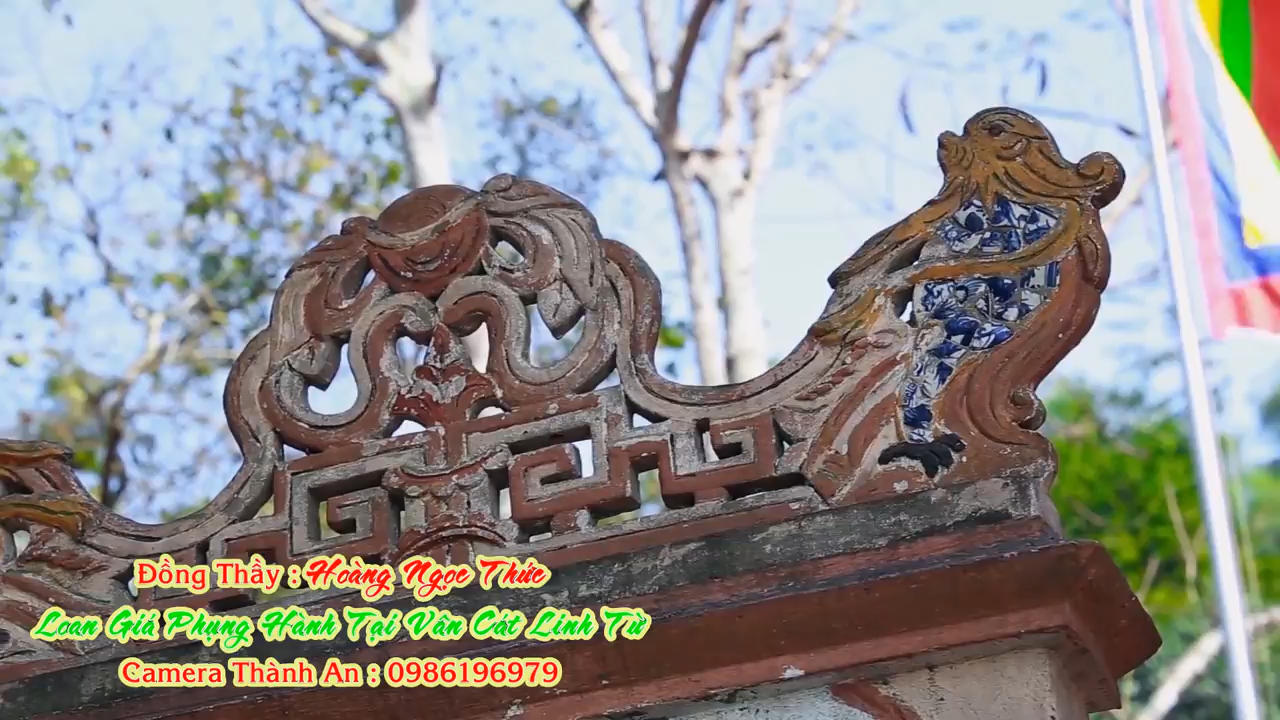 Đồng Thầy : Hoàng Ngọc Thức
Loan Giá Phụng Hành Tại Vân Cát Linh Từ
Camera Thành An : 0986196979